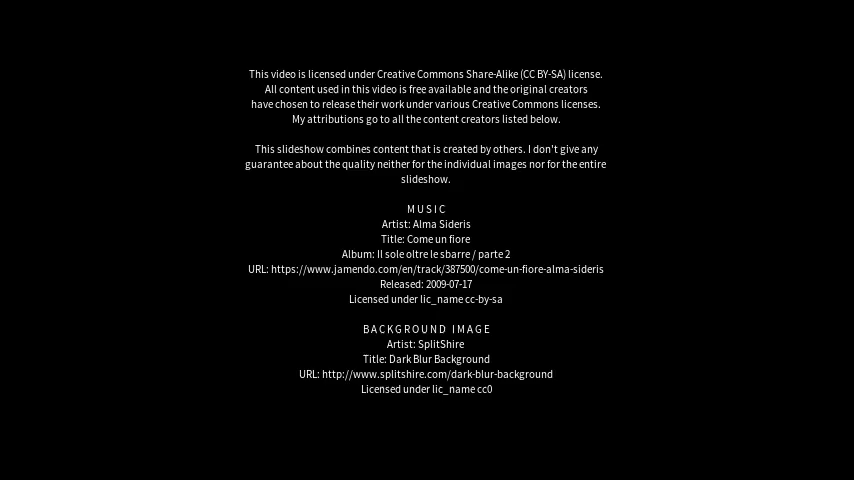 This video is licensed under Creative Commons Share-Alike (CC BY-SA) license.
All content used in this video is free available and the original creators
have chosen to release their work under various Creative Commons licenses.
My attributions go to all the content creators listed below.
This slideshow combines content that is created by others. I don't give any
guarantee about the quality neither for the individual images nor for the entire
slideshow.
MUSIC
Artist: Alma Sideris
Title: Come un fiore
Album: Il sole oltre le sbarre / parte 2
URL: https://www.jamendo.com/en/track/387500/come-un-fiore-alma-sideris
Released: 2009-07-17
Licensed under lic_name cc-by-sa
BACKGROUND IMAGE
Artist: SplitShire
Title: Dark Blur Background
URL: http://www.splitshire.com/dark-blur-background
Licensed under lic_name cc0